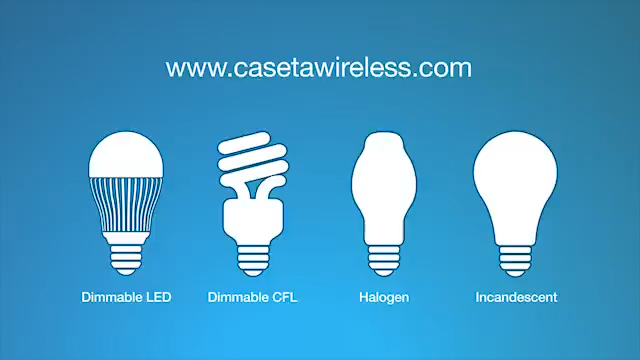 www.casetawireless.com
Dimmable LED
Dimmable CFL
Halogen
Incandescent